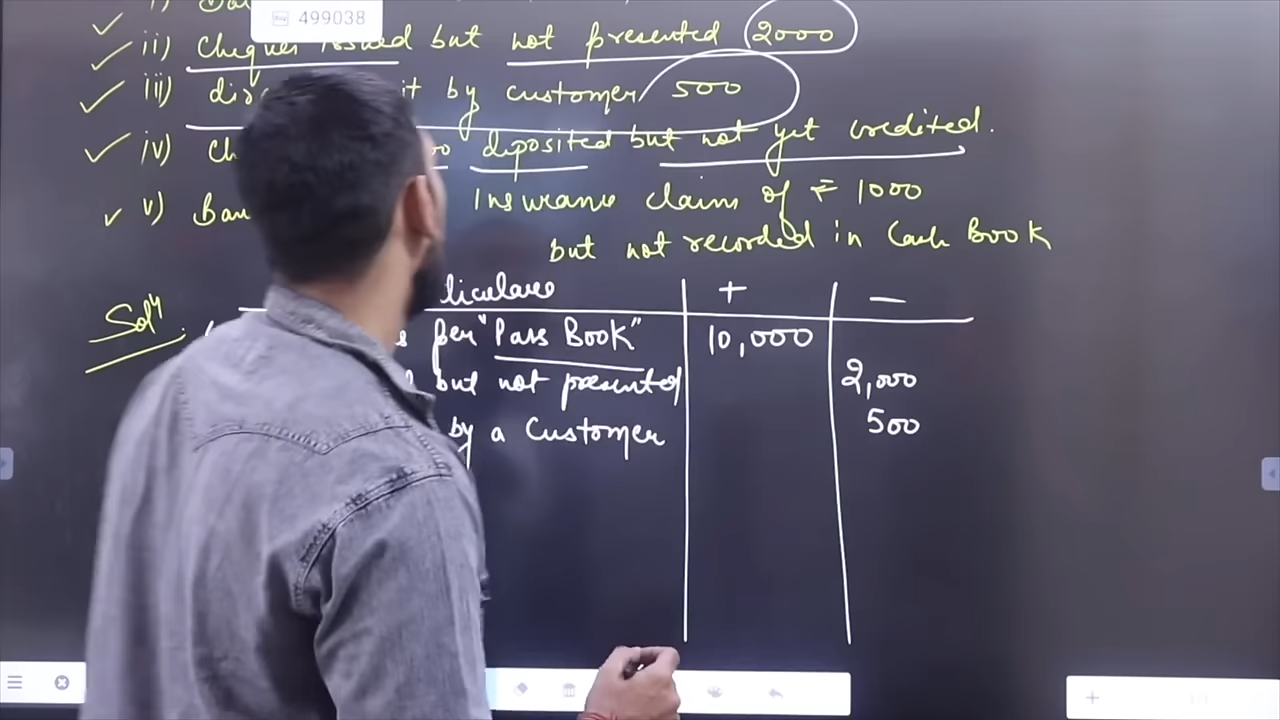 499038
ii) Cheques issued but not presented 2000
iii) by customer 500
iv) deposited but not yet credited.
v) Insurance claim of ₹ 1000
but not recorded in Cash Book
Solⁿ
+ —
per "Pass Book" 10,000
but not presented 2,000
by a Customer 500